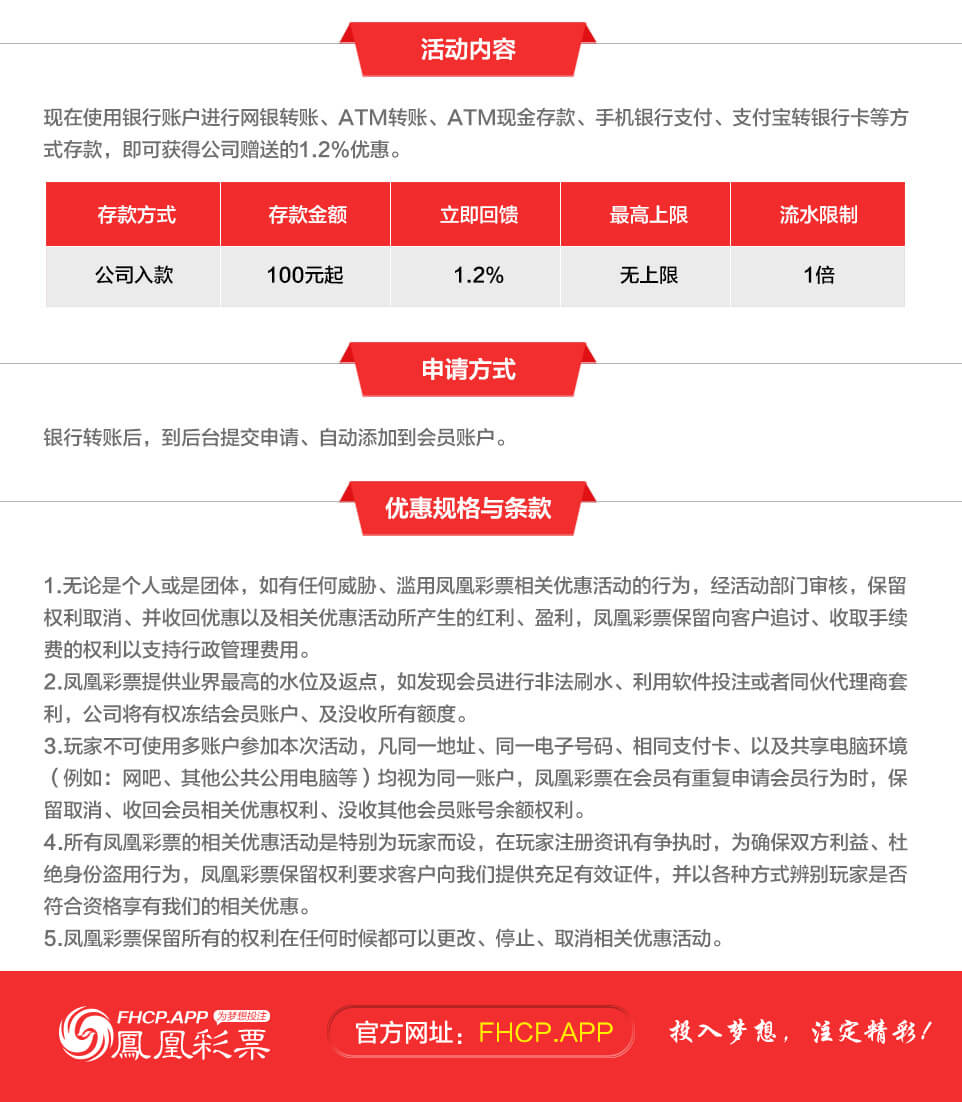 活动内容
现在使用银行账户进行网银转账、ATM转账、ATM现金存款、手机银行支付、支付宝转银行卡等方
式存款，即可获得公司赠送的1.2%优惠。
存款方式 存款金额 立即回馈 最高上限 流水限制
公司入款 100元起 1.2% 无上限 1倍
申请方式
银行转账后，到后台提交申请、自动添加到会员账户。
优惠规格与条款
1.无论是个人或是团体，如有任何威胁、滥用凤凰彩票相关优惠活动的行为，经活动部门审核，保留
权利取消、并收回优惠以及相关优惠活动所产生的红利、盈利，凤凰彩票保留向客户追讨、收取手续
费的权利以支持行政管理费用。
2.凤凰彩票提供业界最高的水位及返点，如发现会员进行非法刷水、利用软件投注或者同伙代理商套
利，公司将有权冻结会员账户、及没收所有额度。
3.玩家不可使用多账户参加本次活动，凡同一地址、同一电子号码、相同支付卡、以及共享电脑环境
（例如：网吧、其他公共公用电脑等）均视为同一账户，凤凰彩票在会员有重复申请会员行为时，保
留取消、收回会员相关优惠权利、没收其他会员账号余额权利。
4.所有凤凰彩票的相关优惠活动是特别为玩家而设，在玩家注册资讯有争执时，为确保双方利益、杜
绝身份盗用行为，凤凰彩票保留权利要求客户向我们提供充足有效证件，并以各种方式辨别玩家是否
符合资格享有我们的相关优惠。
5.凤凰彩票保留所有的权利在任何时候都可以更改、停止、取消相关优惠活动。
FHCP.APP 为梦想投注
鳳凰彩票
官方网址：FHCP.APP
投入梦想，注定精彩！